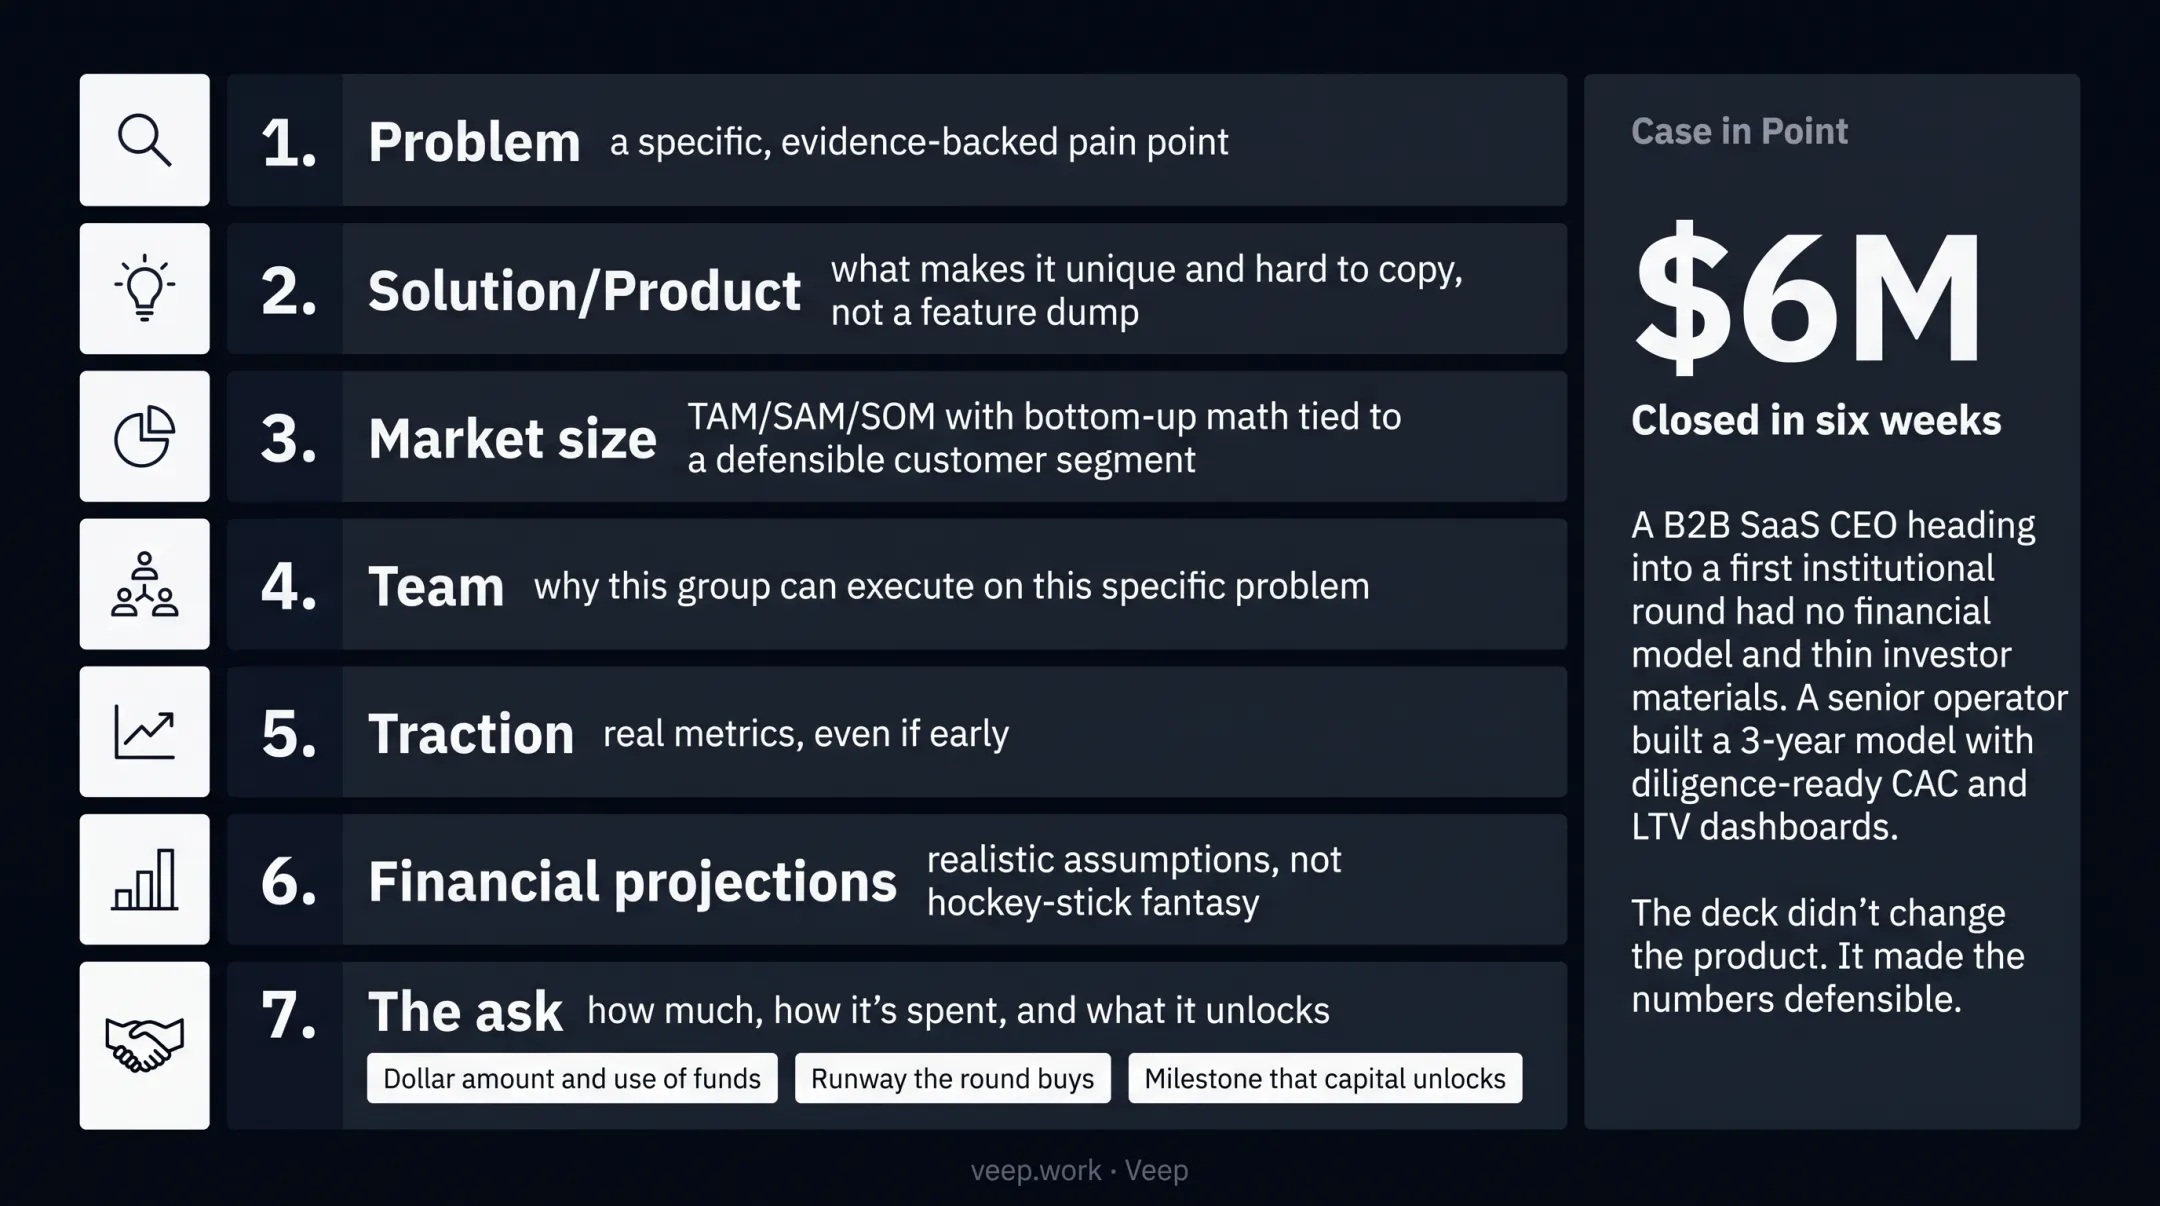 1. Problem a specific, evidence-backed pain point
2. Solution/Product what makes it unique and hard to copy,
not a feature dump
3. Market size TAM/SAM/SOM with bottom-up math tied to
a defensible customer segment
4. Team why this group can execute on this specific problem
5. Traction real metrics, even if early
6. Financial projections realistic assumptions, not
hockey-stick fantasy
7. The ask how much, how it’s spent, and what it unlocks
Dollar amount and use of funds
Runway the round buys
Milestone that capital unlocks
Case in Point
$6M
Closed in six weeks
A B2B SaaS CEO heading
into a first institutional
round had no financial
model and thin investor
materials. A senior operator
built a 3-year model with
diligence-ready CAC and
LTV dashboards.
The deck didn’t change
the product. It made the
numbers defensible.
veep.work · Veep